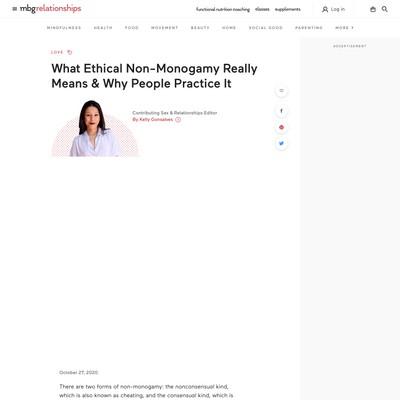 mbgrelationships
functional nutrition coaching classes supplements
Log in
MINDFULNESS HEALTH FOOD MOVEMENT BEAUTY HOME SOCIAL GOOD PARENTING MORE
LOVE
ADVERTISEMENT
What Ethical Non-Monogamy Really
Means & Why People Practice It
Contributing Sex & Relationships Editor
By Kelly Gonsalves
October 27, 2020
There are two forms of non-monogamy: the nonconsensual kind,
which is also known as cheating, and the consensual kind, which is